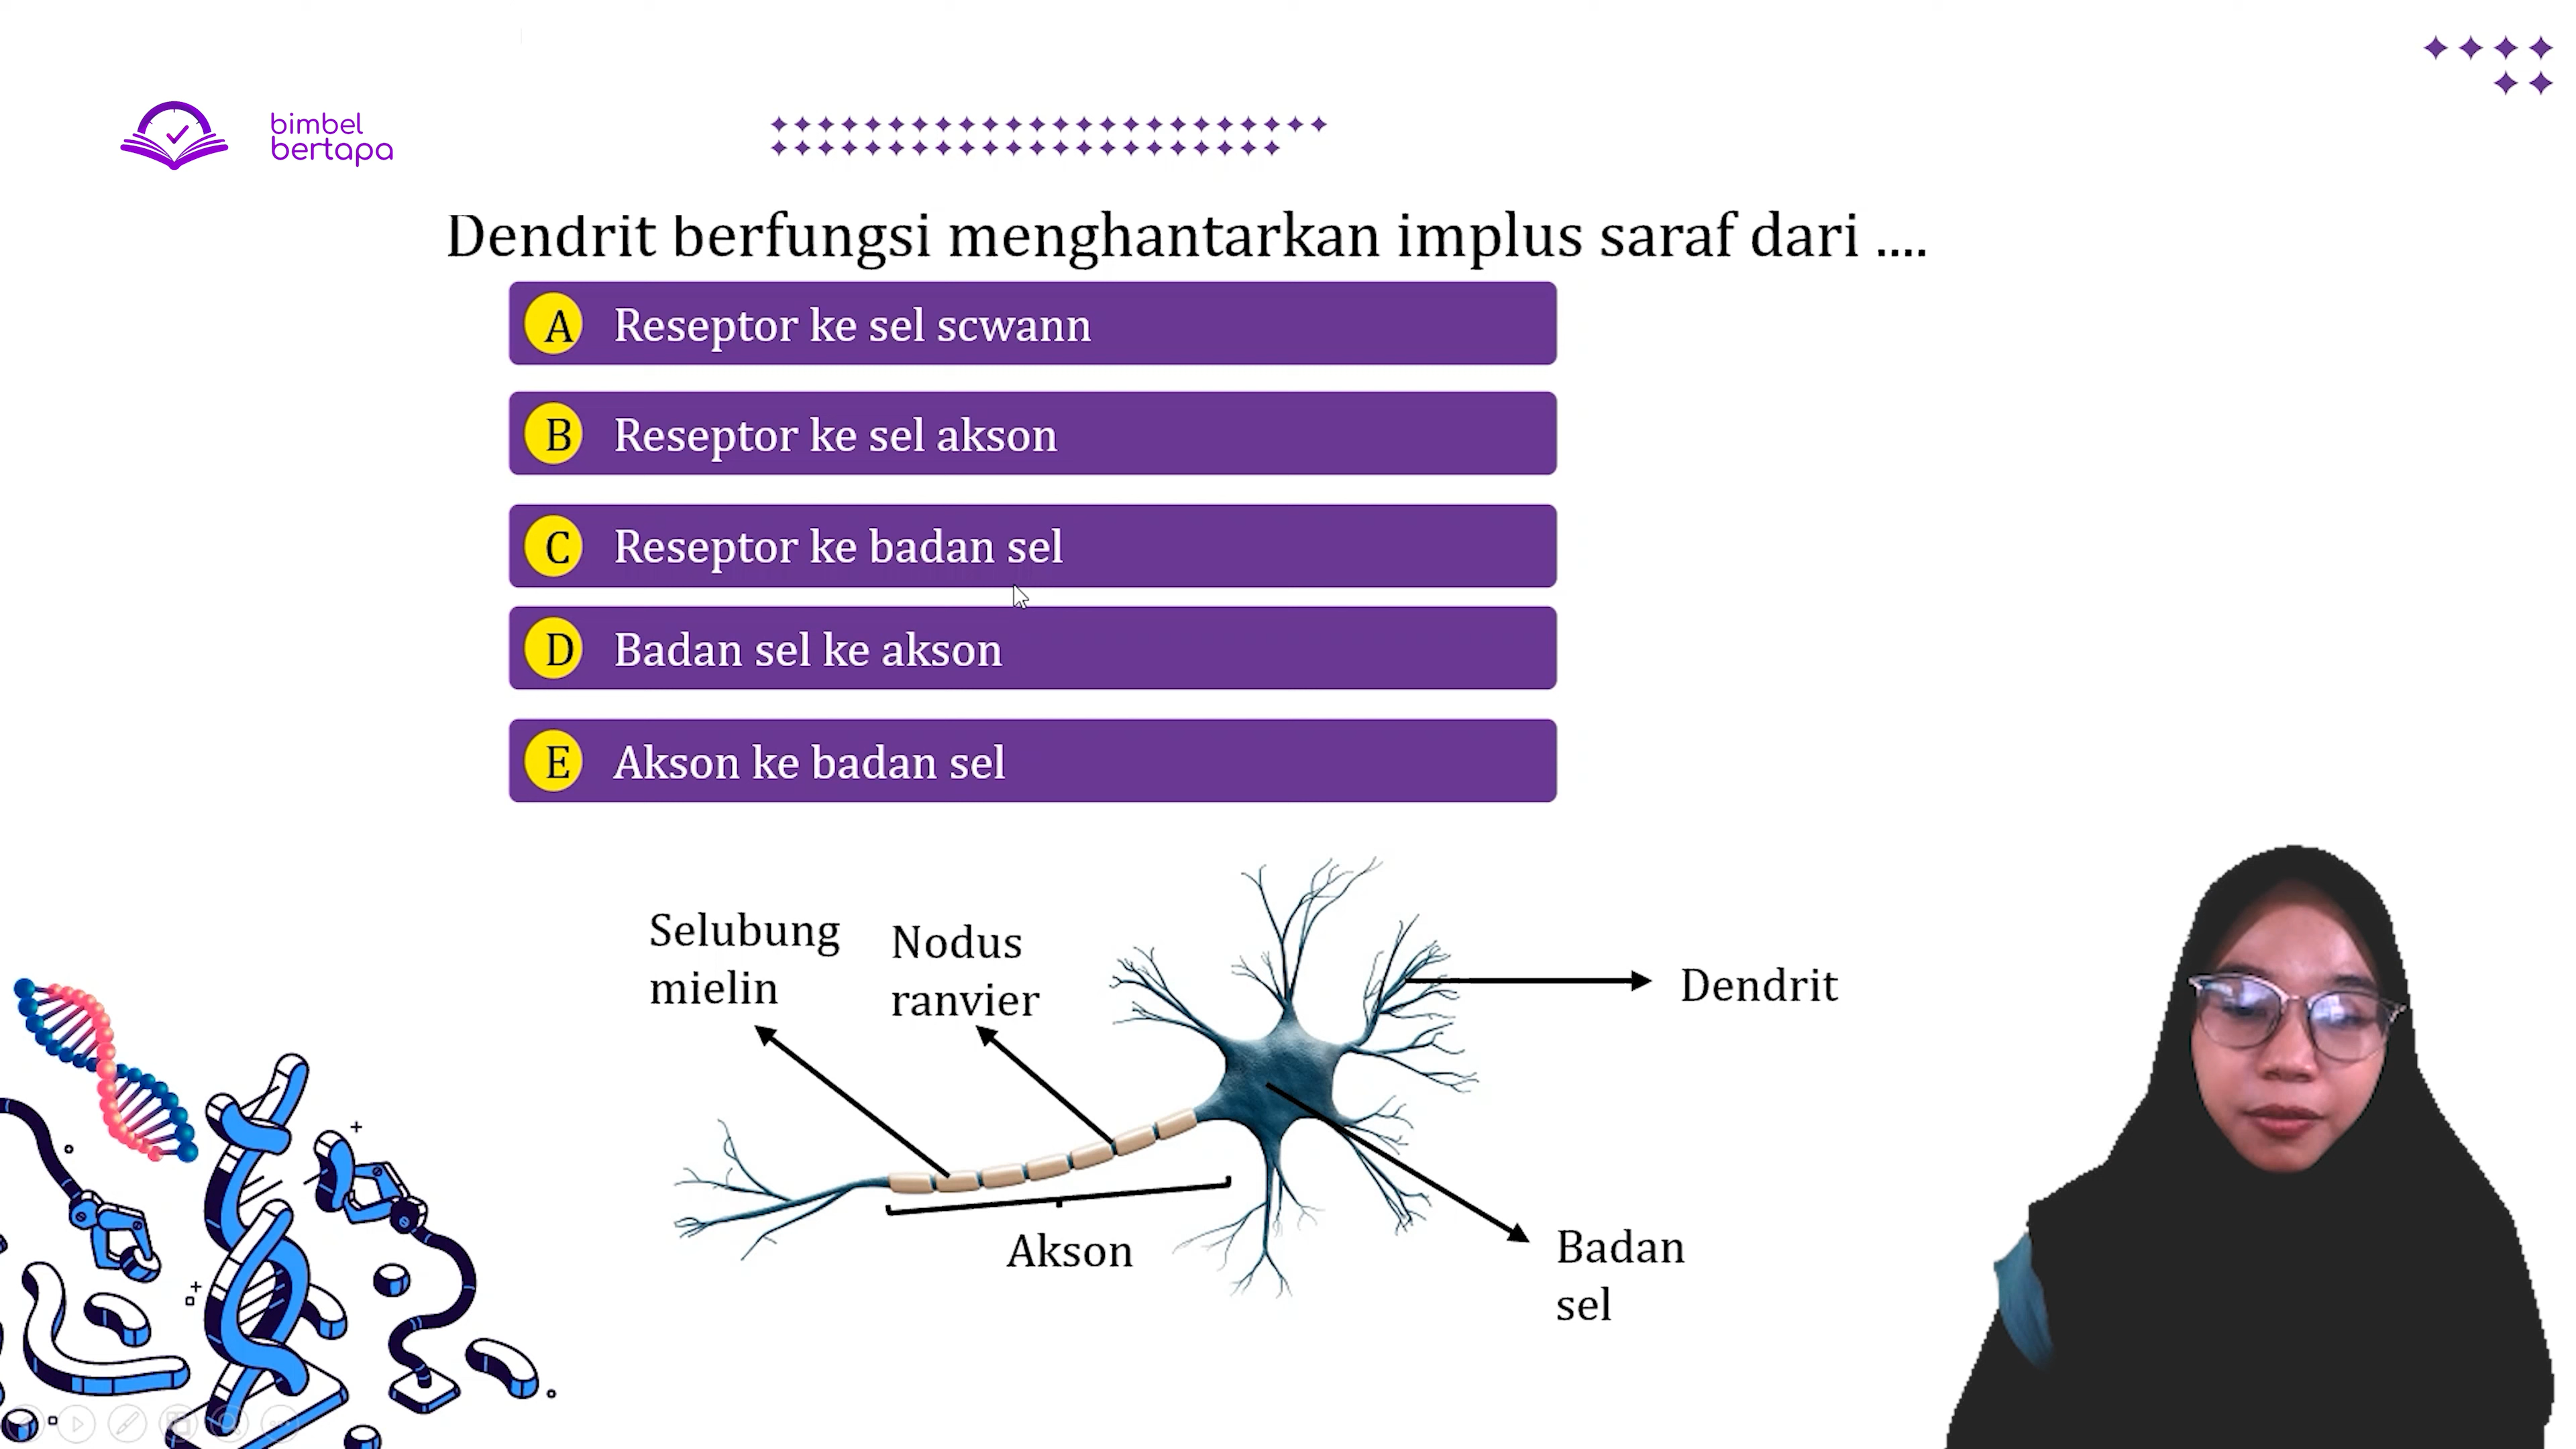 bimbel
bertapa
Dendrit berfungsi menghantarkan implus saraf dari ....
A Reseptor ke sel scwann
B Reseptor ke sel akson
C Reseptor ke badan sel
D Badan sel ke akson
E Akson ke badan sel
Selubung
mielin
Nodus
ranvier
Dendrit
Akson
Badan
sel